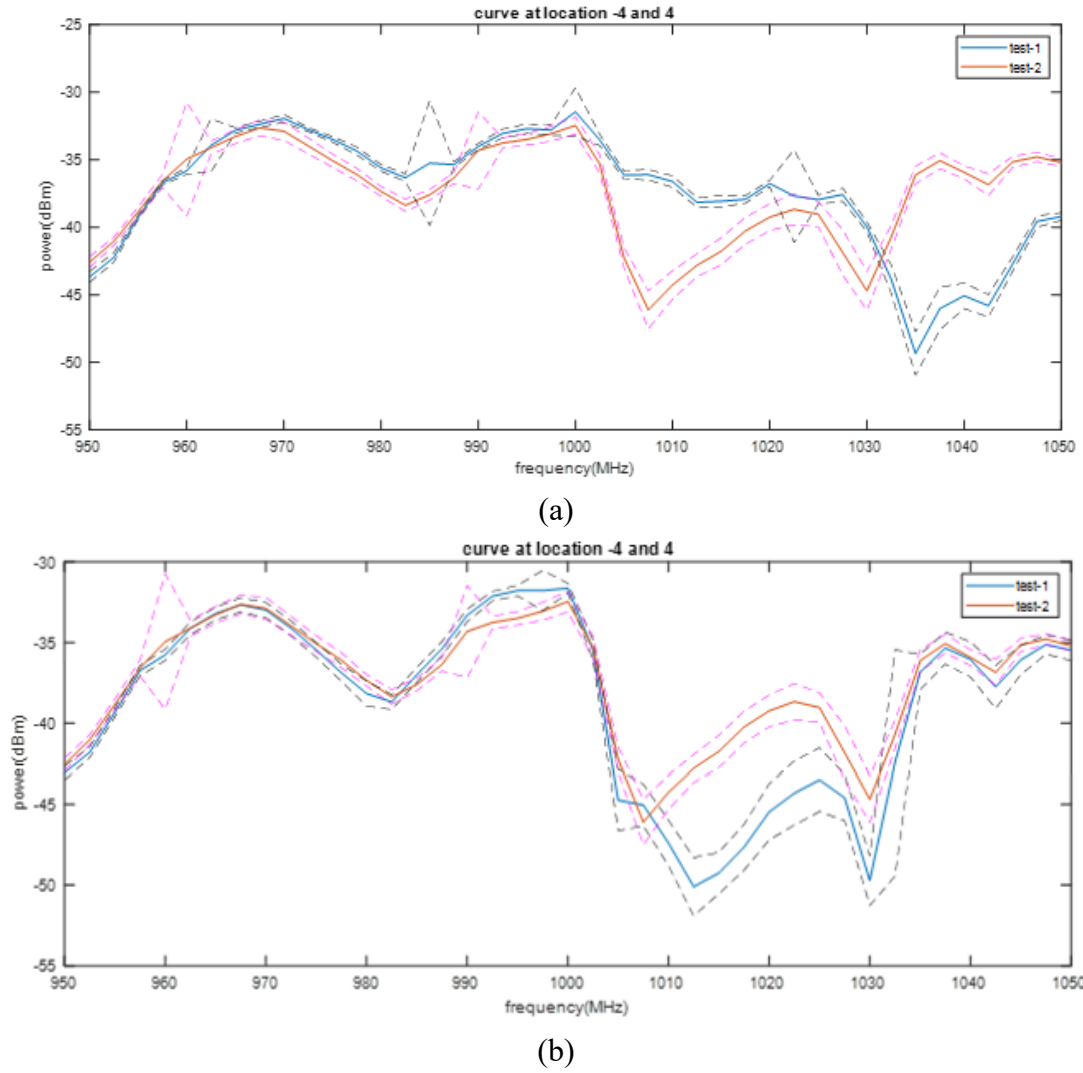 curve at location -4 and 4
-25
-30
-35
-40
-45
-50
-55
power(dBm)
test-1
test-2
950 960 970 980 990 1000 1010 1020 1030 1040 1050
frequency(MHz)
(a)
curve at location -4 and 4
-30
-35
-40
-45
-50
-55
power(dBm)
test-1
test-2
950 960 970 980 990 1000 1010 1020 1030 1040 1050
frequency(MHz)
(b)